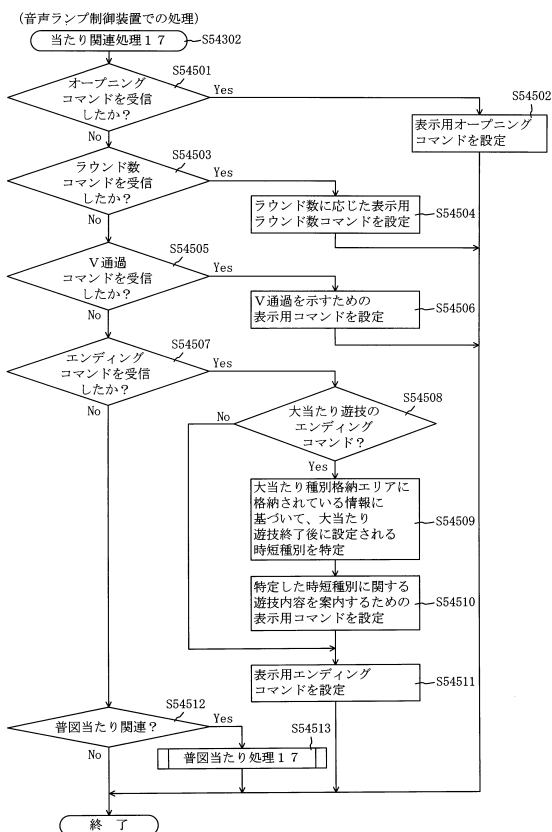 (音声ランプ制御装置での処理)
当たり関連処理１７
S54302
オープニング
コマンドを受信
したか？
S54501
Yes
No
表示用オープニング
コマンドを設定
S54502
ラウンド数
コマンドを受信
したか？
S54503
Yes
No
ラウンド数に応じた表示用
ラウンド数コマンドを設定
S54504
Ｖ通過
コマンドを受信
したか？
S54505
Yes
No
Ｖ通過を示すための
表示用コマンドを設定
S54506
エンディング
コマンドを受信
したか？
S54507
Yes
No
大当たり遊技の
エンディング
コマンド？
S54508
No
Yes
大当たり種別格納エリアに
格納されている情報に
基づいて、大当たり
遊技終了後に設定される
時短種別を特定
S54509
特定した時短種別に関する
遊技内容を案内するための
表示用コマンドを設定
S54510
表示用エンディング
コマンドを設定
S54511
普図当たり関連？
S54512
Yes
No
普図当たり処理１７
S54513
終　了